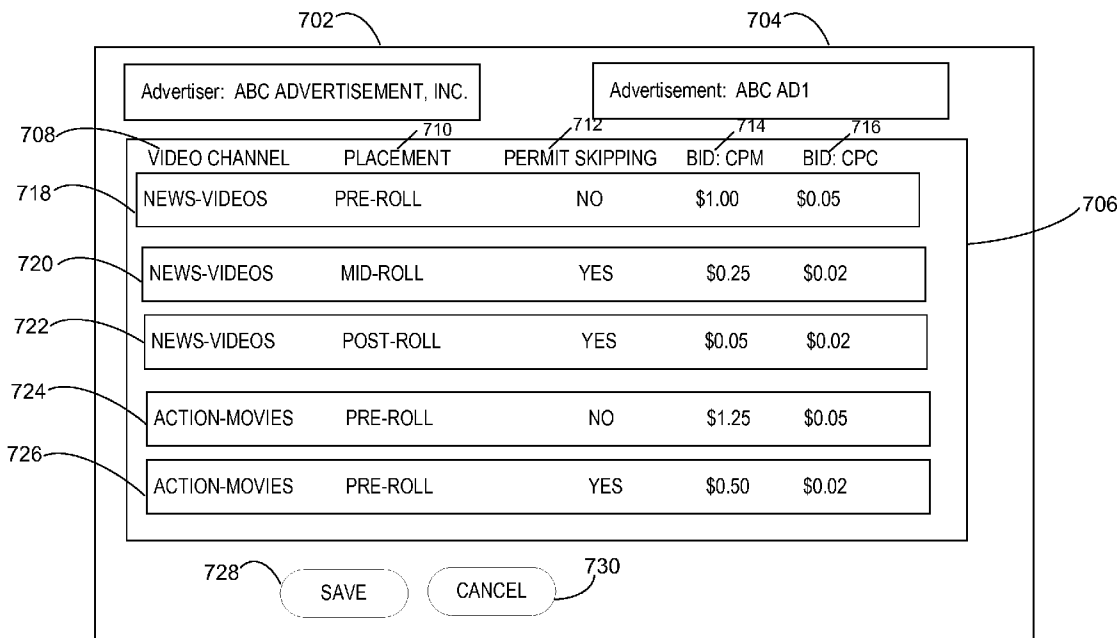 702 704
Advertiser: ABC ADVERTISEMENT, INC. Advertisement: ABC AD1
708 710 712 714 716
VIDEO CHANNEL PLACEMENT PERMIT SKIPPING BID: CPM BID: CPC
718 NEWS-VIDEOS PRE-ROLL NO $1.00 $0.05
706
720 NEWS-VIDEOS MID-ROLL YES $0.25 $0.02
722 NEWS-VIDEOS POST-ROLL YES $0.05 $0.02
724 ACTION-MOVIES PRE-ROLL NO $1.25 $0.05
726 ACTION-MOVIES PRE-ROLL YES $0.50 $0.02
728 SAVE CANCEL 730